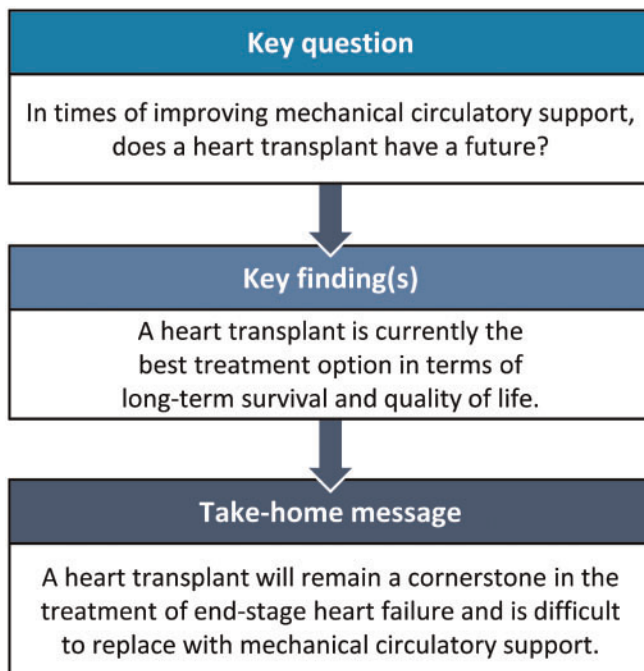 Key question
In times of improving mechanical circulatory support,
does a heart transplant have a future?
Key finding(s)
A heart transplant is currently the
best treatment option in terms of
long-term survival and quality of life.
Take-home message
A heart transplant will remain a cornerstone in the
treatment of end-stage heart failure and is difficult
to replace with mechanical circulatory support.